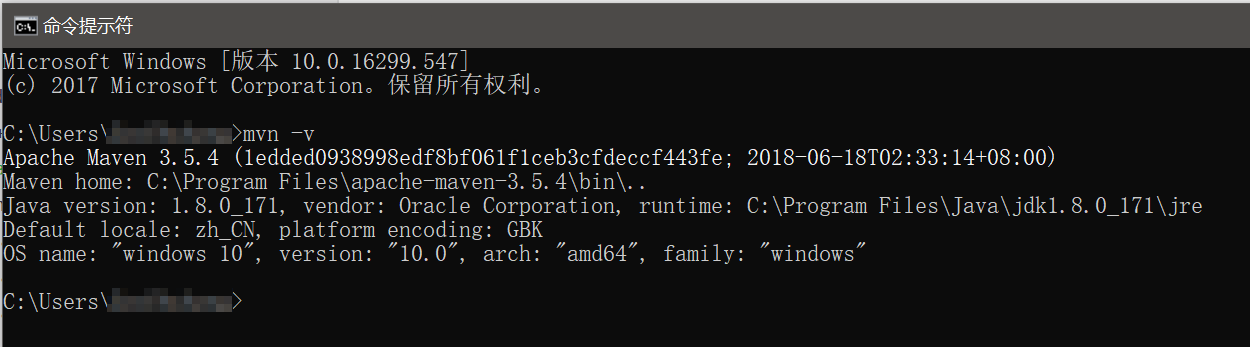 命令提示符
Microsoft Windows [版本 10.0.16299.547]
(c) 2017 Microsoft Corporation。保留所有权利。
C:\Users\>mvn -v
Apache Maven 3.5.4 (1edded0938998edf8bf061f1ceb3cfdeccf443fe; 2018-06-18T02:33:14+08:00)
Maven home: C:\Program Files\apache-maven-3.5.4\bin\..
Java version: 1.8.0_171, vendor: Oracle Corporation, runtime: C:\Program Files\Java\jdk1.8.0_171\jre
Default locale: zh_CN, platform encoding: GBK
OS name: "windows 10", version: "10.0", arch: "amd64", family: "windows"
C:\Users\>